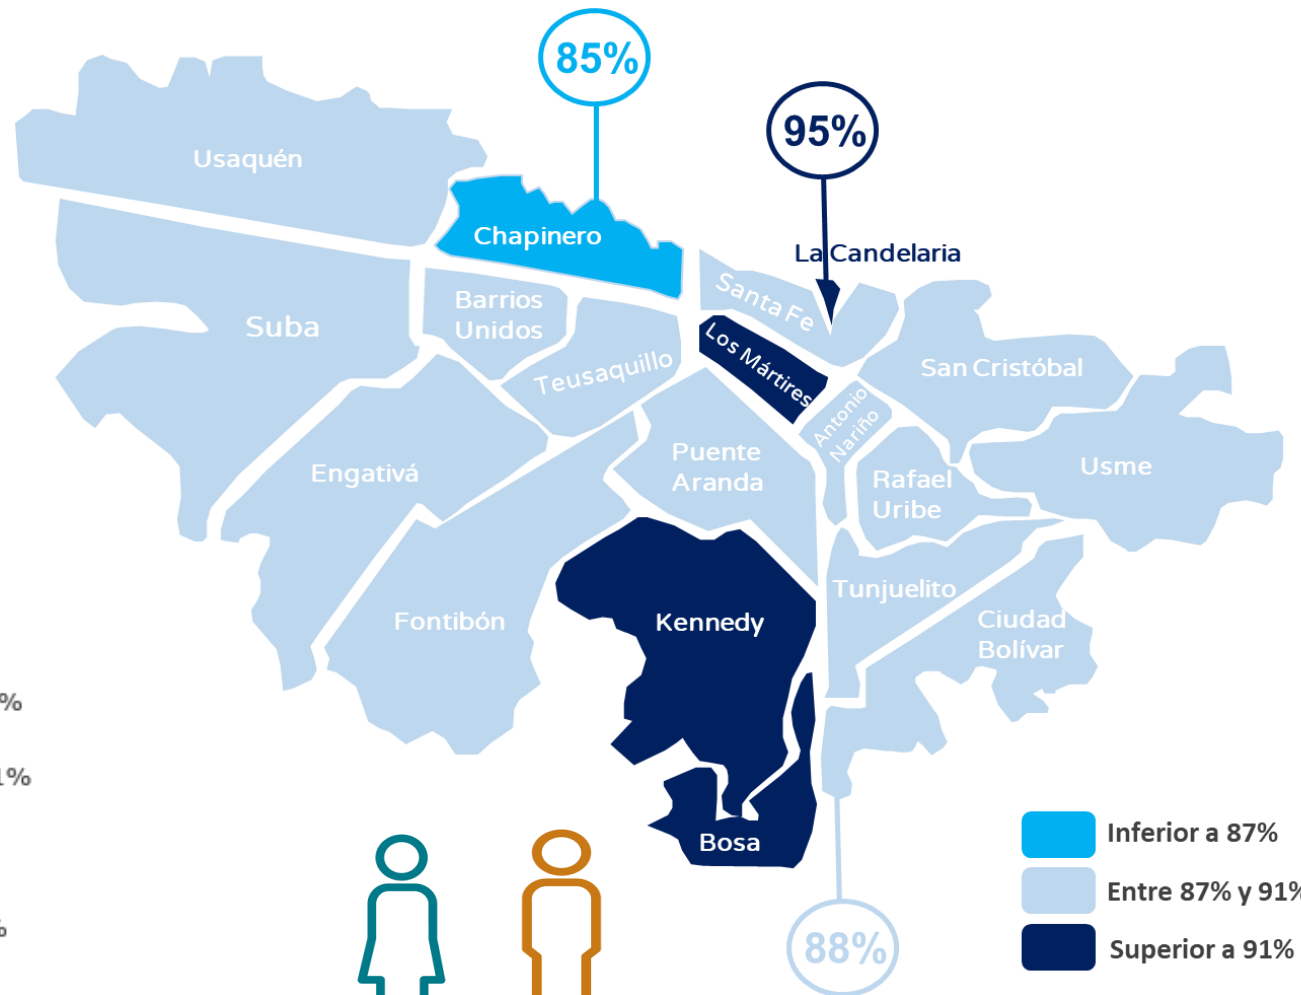 85%
95%
Usaquén
Chapinero
La Candelaria
Santa Fe
Barrios
Unidos
Suba
Los Mártires
Teusaquillo
San Cristóbal
Antonio
Nariño
Puente
Aranda
Engativá
Rafael
Uribe
Usme
Tunjuelito
Fontibón
Kennedy
Ciudad
Bolívar
%
1%
Bosa
Inferior a 87%
Entre 87% y 91%
Superior a 91%
%
88%